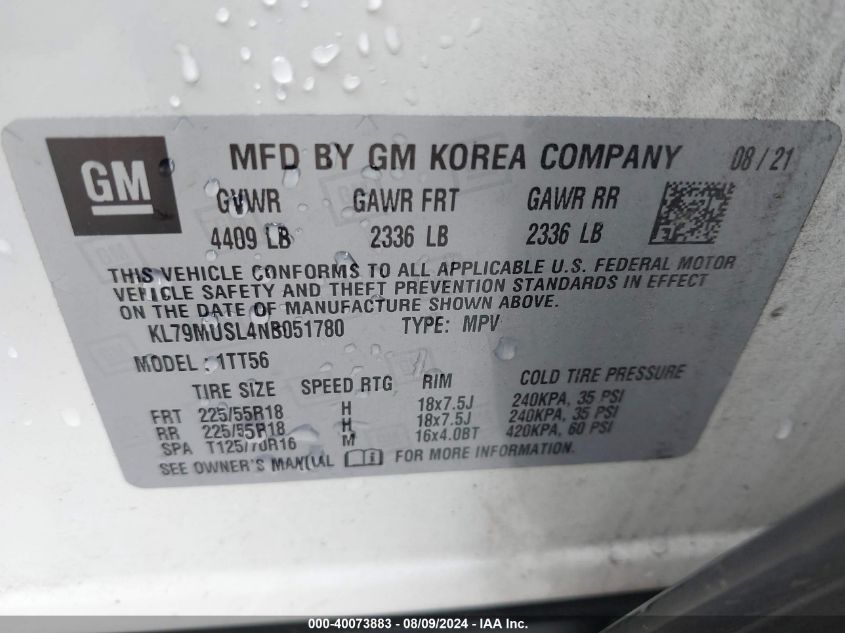 GM
MFD BY GM KOREA COMPANY 08/21
GVWR GAWR FRT GAWR RR
4409 LB 2336 LB 2336 LB
THIS VEHICLE CONFORMS TO ALL APPLICABLE U.S. FEDERAL MOTOR
VEHICLE SAFETY AND THEFT PREVENTION STANDARDS IN EFFECT
ON THE DATE OF MANUFACTURE SHOWN ABOVE.
KL79MUSL4NB051780 TYPE: MPV
MODEL: 1TT56
TIRE SIZE SPEED RTG RIM COLD TIRE PRESSURE
FRT 225/55R18 H 18x7.5J 240KPA, 35 PSI
RR 225/55R18 H 18x7.5J 240KPA, 35 PSI
SPA T125/70R16 M 16x4.0BT 420KPA, 60 PSI
SEE OWNER'S MANUAL FOR MORE INFORMATION.
000-40073883 - 08/09/2024 - IAA Inc.